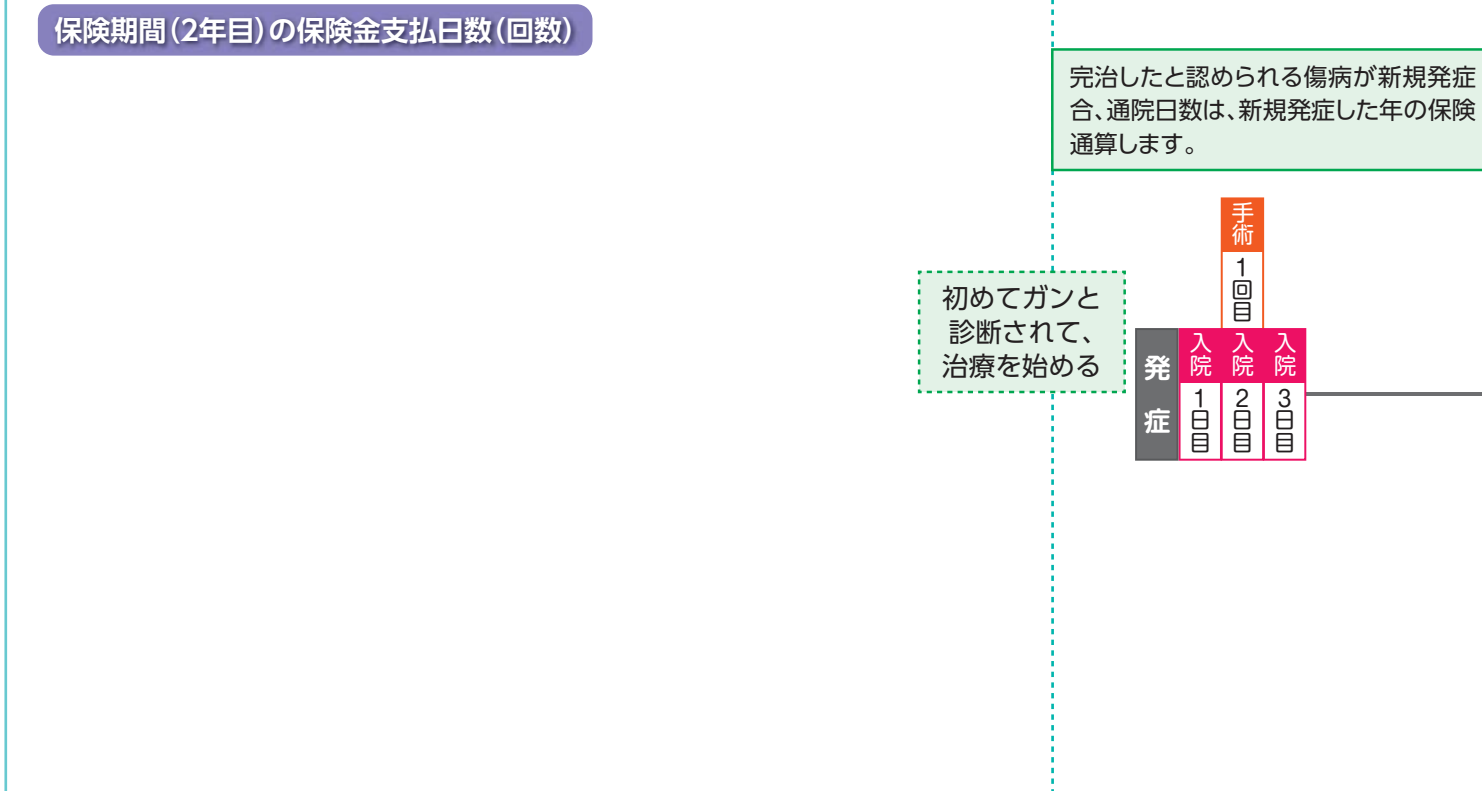 保険期間(2年目)の保険金支払日数(回数)
完治したと認められる傷病が新規発症
合、通院日数は、新規発症した年の保険
通算します。
初めてガンと
診断されて、
治療を始める
手術
1回目
発症
入院
1日目
入院
2日目
入院
3日目